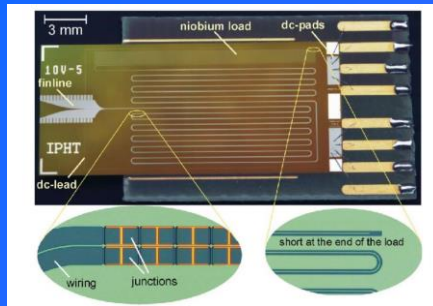 3 mm
niobium load
dc-pads
10V-5
finline
IPHT
dc-lead
short at the end of the load
wiring
junctions